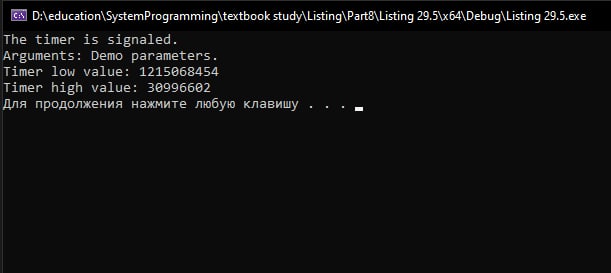 D:\education\SystemProgramming\textbook study\Listing\Part8\Listing 29.5\x64\Debug\Listing 29.5.exe
The timer is signaled.
Arguments: Demo parameters.
Timer low value: 1215068454
Timer high value: 30996602
Для продолжения нажмите любую клавишу . . .